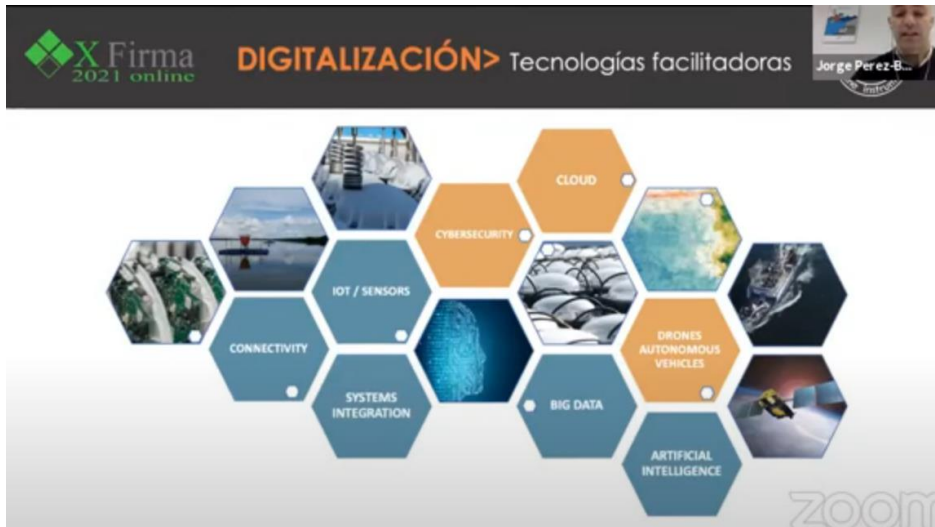 X Firma
2021 online
DIGITALIZACIÓN> Tecnologías facilitadoras
Jorge Perez-B...
CLOUD
CYBERSECURITY
IOT / SENSORS
CONNECTIVITY
DRONES
AUTONOMOUS
VEHICLES
SYSTEMS
INTEGRATION
BIG DATA
ARTIFICIAL
INTELLIGENCE
zoom